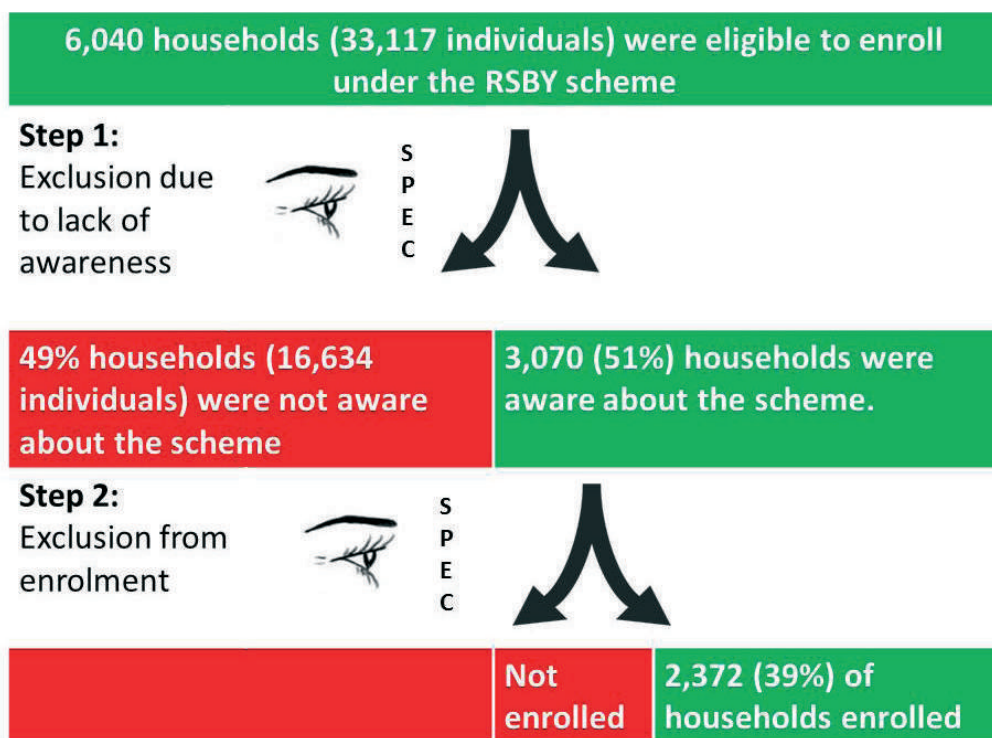 6,040 households (33,117 individuals) were eligible to enroll
under the RSBY scheme
Step 1:
Exclusion due
to lack of
awareness
S
P
E
C
49% households (16,634
individuals) were not aware
about the scheme
3,070 (51%) households were
aware about the scheme.
Step 2:
Exclusion from
enrolment
S
P
E
C
Not
enrolled
2,372 (39%) of
households enrolled